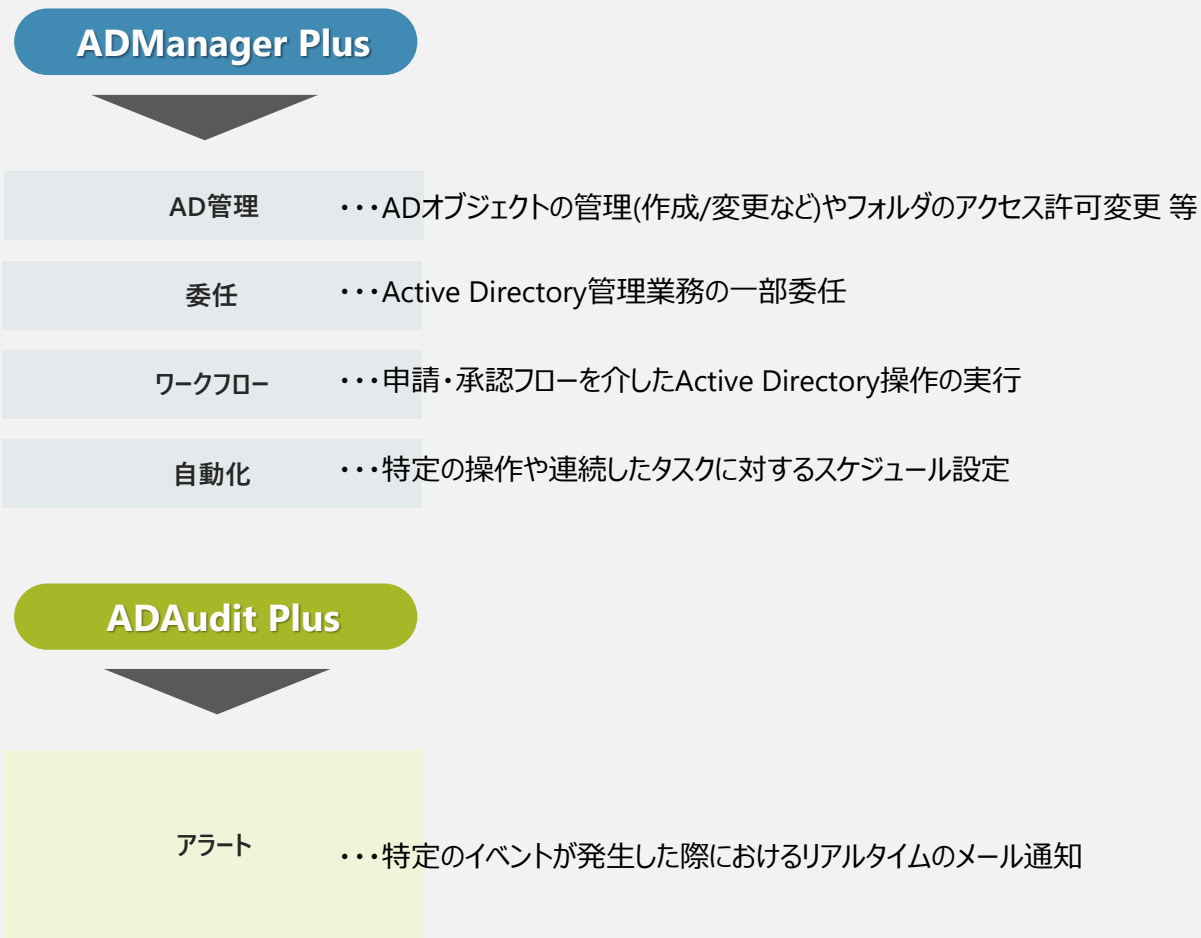 ADManager Plus
AD管理 ・・・ADオブジェクトの管理(作成/変更など)やフォルダのアクセス許可変更 等
委任 ・・・Active Directory管理業務の一部委任
ワークフロー ・・・申請・承認フローを介したActive Directory操作の実行
自動化 ・・・特定の操作や連続したタスクに対するスケジュール設定
ADAudit Plus
アラート ・・・特定のイベントが発生した際におけるリアルタイムのメール通知